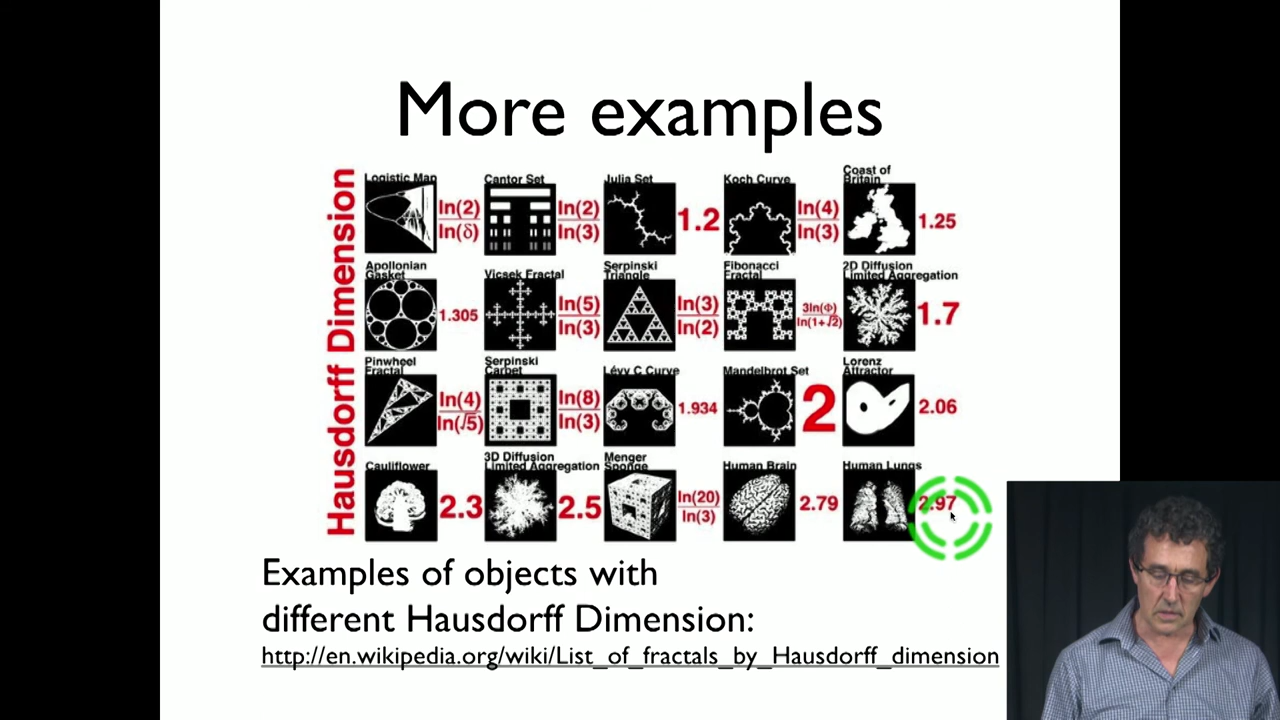 More examples
Hausdorff Dimension
Logistic Map
ln(2)
ln(δ)
Cantor Set
ln(2)
ln(3)
Julia Set
1.2
Koch Curve
ln(4)
ln(3)
Coast of
Britain
1.25
Apollonian
Gasket
1.305
Vicsek Fractal
ln(5)
ln(3)
Serpinski
Triangle
ln(3)
ln(2)
Fibonacci
Fractal
3ln(Φ)
ln(1+√2)
2D Diffusion
Limited Aggregation
1.7
Pinwheel
Fractal
ln(4)
ln(√5)
Serpinski
Carpet
ln(8)
ln(3)
Lévy C Curve
1.934
Mandelbrot Set
2
Lorenz
Attractor
2.06
Cauliflower
2.3
3D Diffusion
Limited Aggregation
2.5
Menger
Sponge
ln(20)
ln(3)
Human Brain
2.79
Human Lungs
2.97
Examples of objects with
different Hausdorff Dimension:
http://en.wikipedia.org/wiki/List_of_fractals_by_Hausdorff_dimension